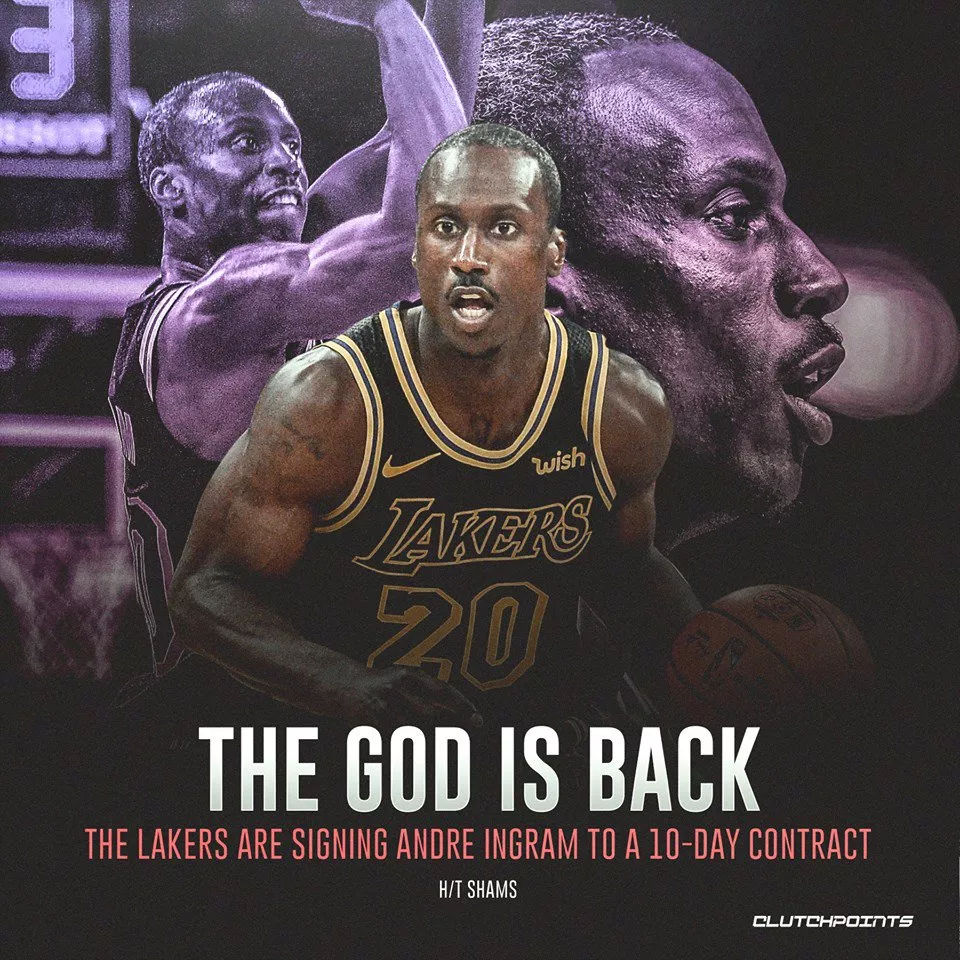 3
wish
LAKERS
20
THE GOD IS BACK
THE LAKERS ARE SIGNING ANDRE INGRAM TO A 10-DAY CONTRACT
H/T SHAMS
CLUTCHPOINTS